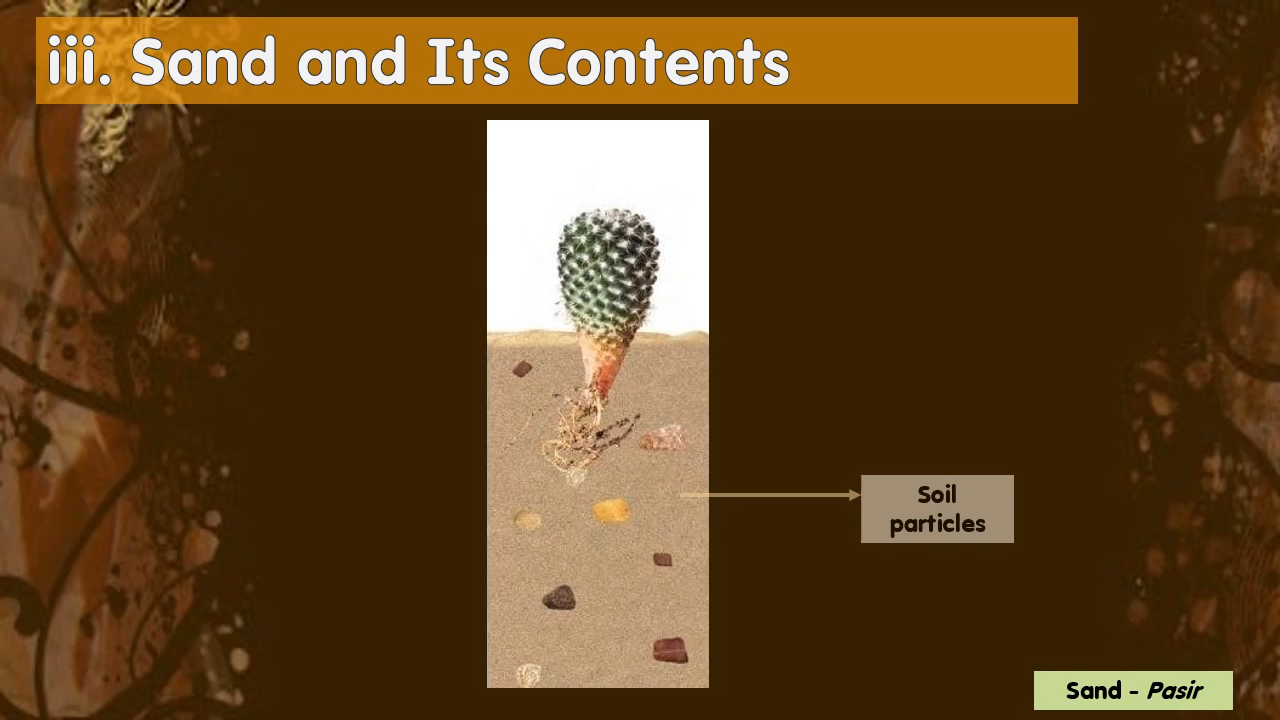 iii. Sand and Its Contents
Soil
particles
Sand - Pasir